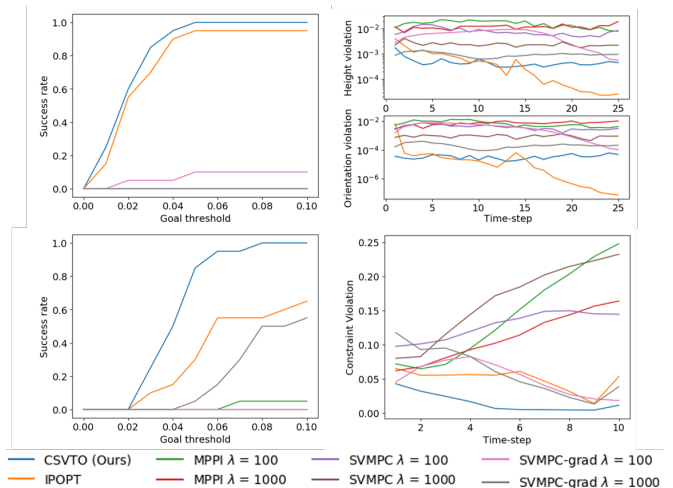 1.0
0.8
0.6
0.4
0.2
0.0
Success rate
0.00 0.02 0.04 0.06 0.08 0.10
Goal threshold
10⁻²
10⁻³
10⁻⁴
Height violation
0 5 10 15 20 25
10⁻²
10⁻⁴
10⁻⁶
Orientation violation
0 5 10 15 20 25
Time-step
1.0
0.8
0.6
0.4
0.2
0.0
Success rate
0.00 0.02 0.04 0.06 0.08 0.10
Goal threshold
0.25
0.20
0.15
0.10
0.05
0.00
Constraint Violation
2 4 6 8 10
Time-step
CSVTO (Ours) MPPI λ = 100 SVMPC λ = 100 SVMPC-grad λ = 100
IPOPT MPPI λ = 1000 SVMPC λ = 1000 SVMPC-grad λ = 1000